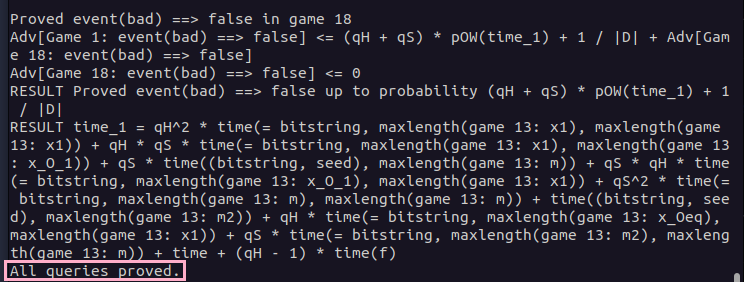 Proved event(bad) ==> false in game 18
Adv[Game 1: event(bad) ==> false] <= (qH + qS) * pOW(time_1) + 1 / |D| + Adv[Gam
e 18: event(bad) ==> false]
Adv[Game 18: event(bad) ==> false] <= 0
RESULT Proved event(bad) ==> false up to probability (qH + qS) * pOW(time_1) + 1
 / |D|
RESULT time_1 = qH^2 * time(= bitstring, maxlength(game 13: x1), maxlength(game
13: x1)) + qH * qS * time(= bitstring, maxlength(game 13: x1), maxlength(game 13
: x_O_1)) + qS * time((bitstring, seed), maxlength(game 13: m)) + qS * qH * time
(= bitstring, maxlength(game 13: x_O_1), maxlength(game 13: x1)) + qS^2 * time(=
 bitstring, maxlength(game 13: m), maxlength(game 13: m)) + time((bitstring, see
d), maxlength(game 13: m2)) + qH * time(= bitstring, maxlength(game 13: x_Oeq),
maxlength(game 13: x1)) + qS * time(= bitstring, maxlength(game 13: m2), maxleng
th(game 13: m)) + time + (qH - 1) * time(f)
All queries proved.